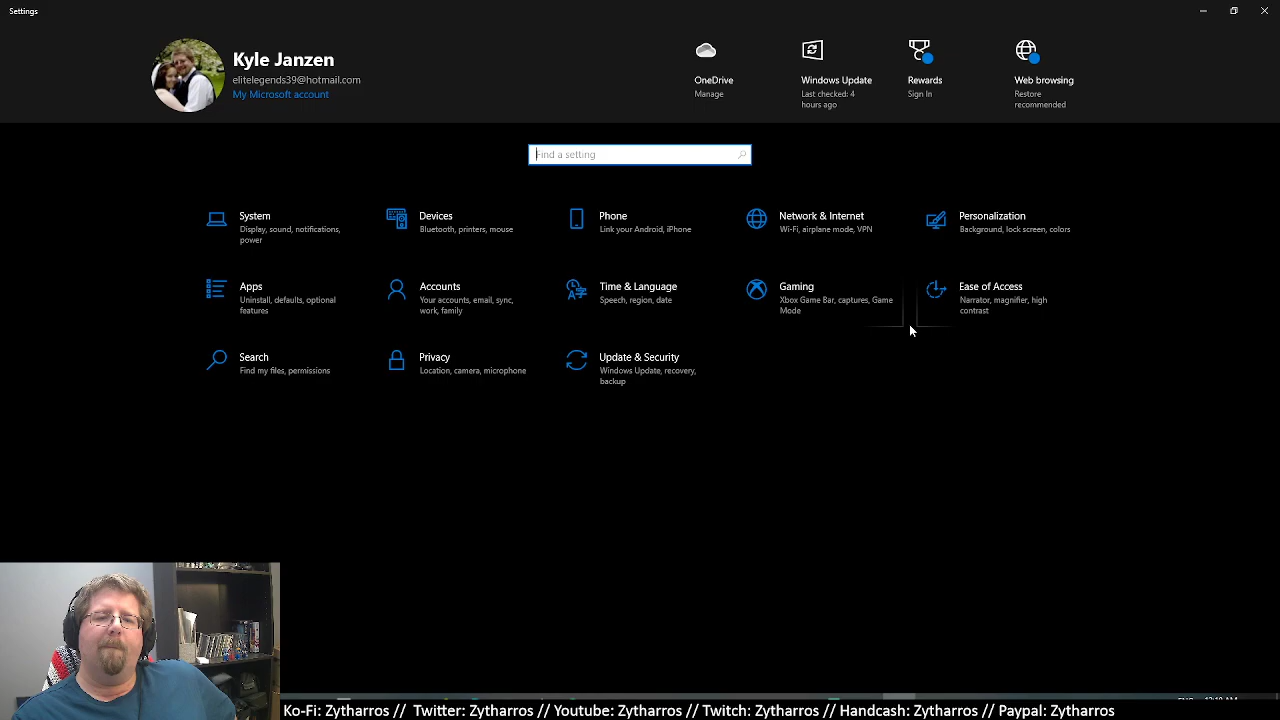 Settings
Kyle Janzen
elitelegends39@hotmail.com
My Microsoft account
OneDrive
Manage
Windows Update
Last checked: 4
hours ago
Rewards
Sign In
Web browsing
Restore
recommended
Find a setting
System
Display, sound, notifications,
power
Devices
Bluetooth, printers, mouse
Phone
Link your Android, iPhone
Network & Internet
Wi-Fi, airplane mode, VPN
Personalization
Background, lock screen, colors
Apps
Uninstall, defaults, optional
features
Accounts
Your accounts, email, sync,
work, family
Time & Language
Speech, region, date
Gaming
Xbox Game Bar, captures, Game
Mode
Ease of Access
Narrator, magnifier, high
contrast
Search
Find my files, permissions
Privacy
Location, camera, microphone
Update & Security
Windows Update, recovery,
backup
Ko-Fi: Zytharros // Twitter: Zytharros // Youtube: Zytharros // Twitch: Zytharros // Handcash: Zytharros // Paypal: Zytharros